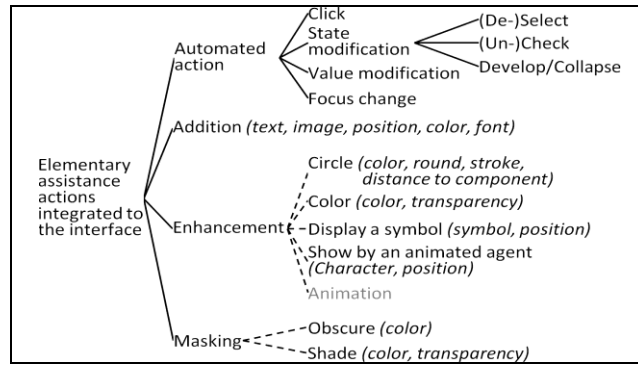 Elementary
assistance
actions
integrated to
the interface
Automated
action
Click
State
modification
(De-)Select
(Un-)Check
Develop/Collapse
Value modification
Focus change
Addition (text, image, position, color, font)
Enhancement
Circle (color, round, stroke,
distance to component)
Color (color, transparency)
Display a symbol (symbol, position)
Show by an animated agent
(Character, position)
Animation
Masking
Obscure (color)
Shade (color, transparency)